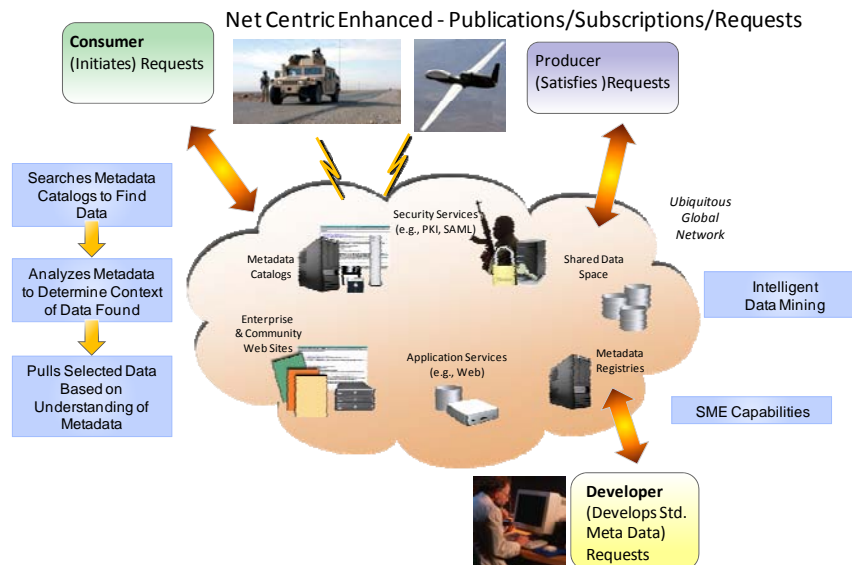 Net Centric Enhanced - Publications/Subscriptions/Requests
Consumer
(Initiates) Requests
Producer
(Satisfies )Requests
Searches Metadata
Catalogs to Find
Data
Analyzes Metadata
to Determine Context
of Data Found
Pulls Selected Data
Based on
Understanding of
Metadata
Security Services
(e.g., PKI, SAML)
Metadata
Catalogs
Shared Data
Space
Ubiquitous
Global
Network
Intelligent
Data Mining
Enterprise
& Community
Web Sites
Application Services
(e.g., Web)
Metadata
Registries
SME Capabilities
Developer
(Develops Std.
Meta Data)
Requests